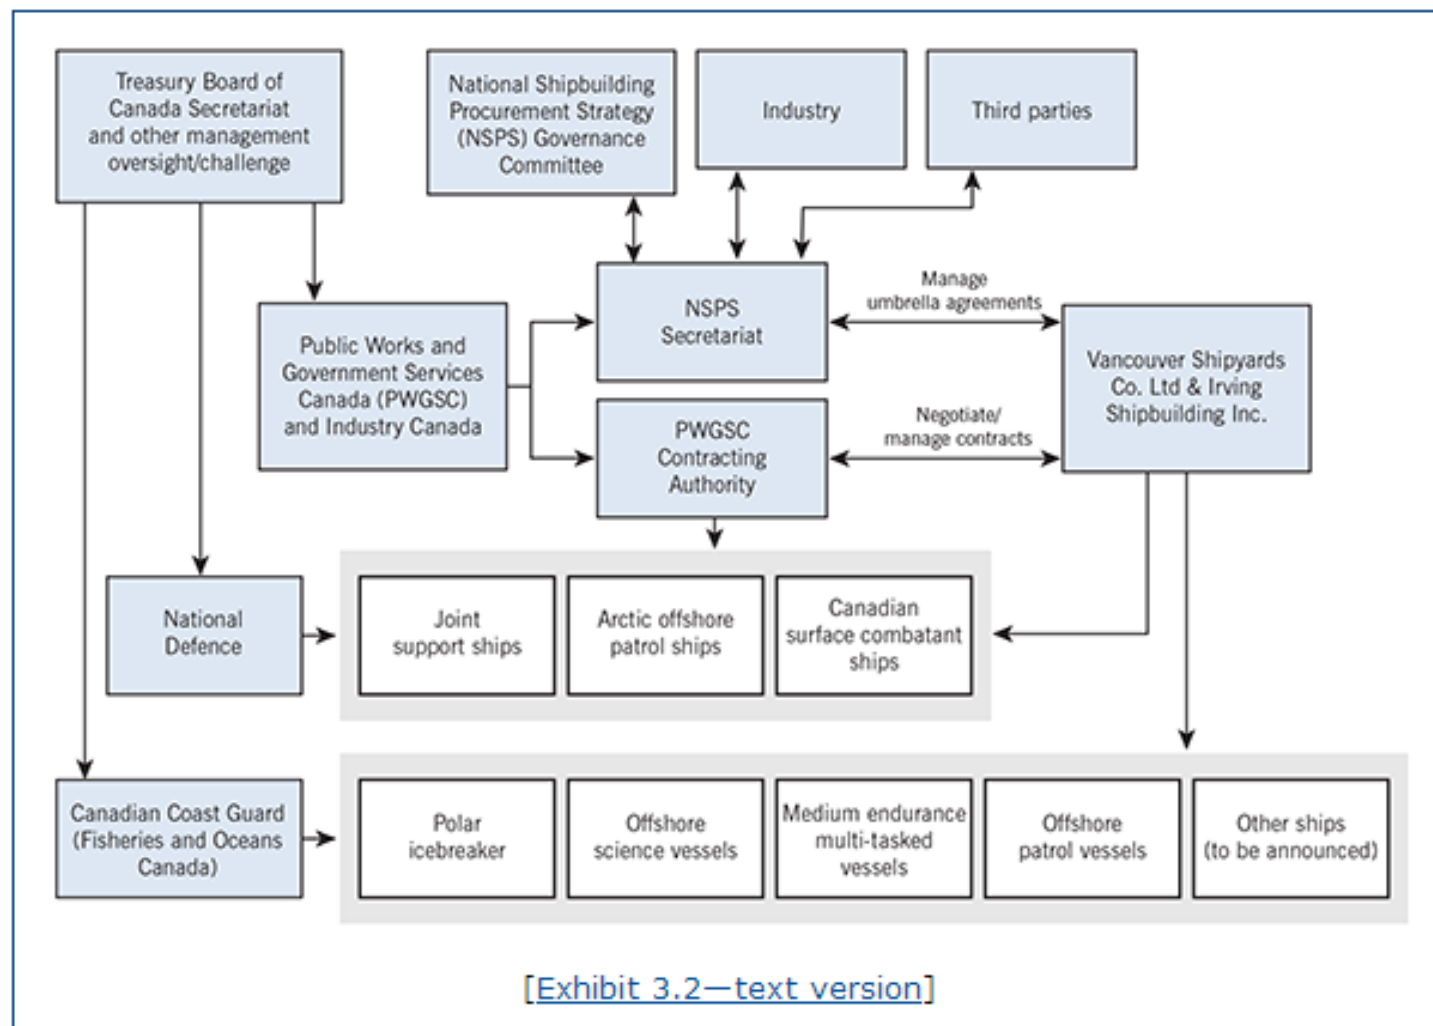 Treasury Board of
Canada Secretariat
and other management
oversight/challenge
National Shipbuilding
Procurement Strategy
(NSPS) Governance
Committee
Industry
Third parties
Public Works and
Government Services
Canada (PWGSC)
and Industry Canada
NSPS
Secretariat
Manage
umbrella agreements
Vancouver Shipyards
Co. Ltd & Irving
Shipbuilding Inc.
PWGSC
Contracting
Authority
Negotiate/
manage contracts
National
Defence
Joint
support ships
Arctic offshore
patrol ships
Canadian
surface combatant
ships
Canadian Coast Guard
(Fisheries and Oceans
Canada)
Polar
icebreaker
Offshore
science vessels
Medium endurance
multi-tasked
vessels
Offshore
patrol vessels
Other ships
(to be announced)
[Exhibit 3.2—text version]